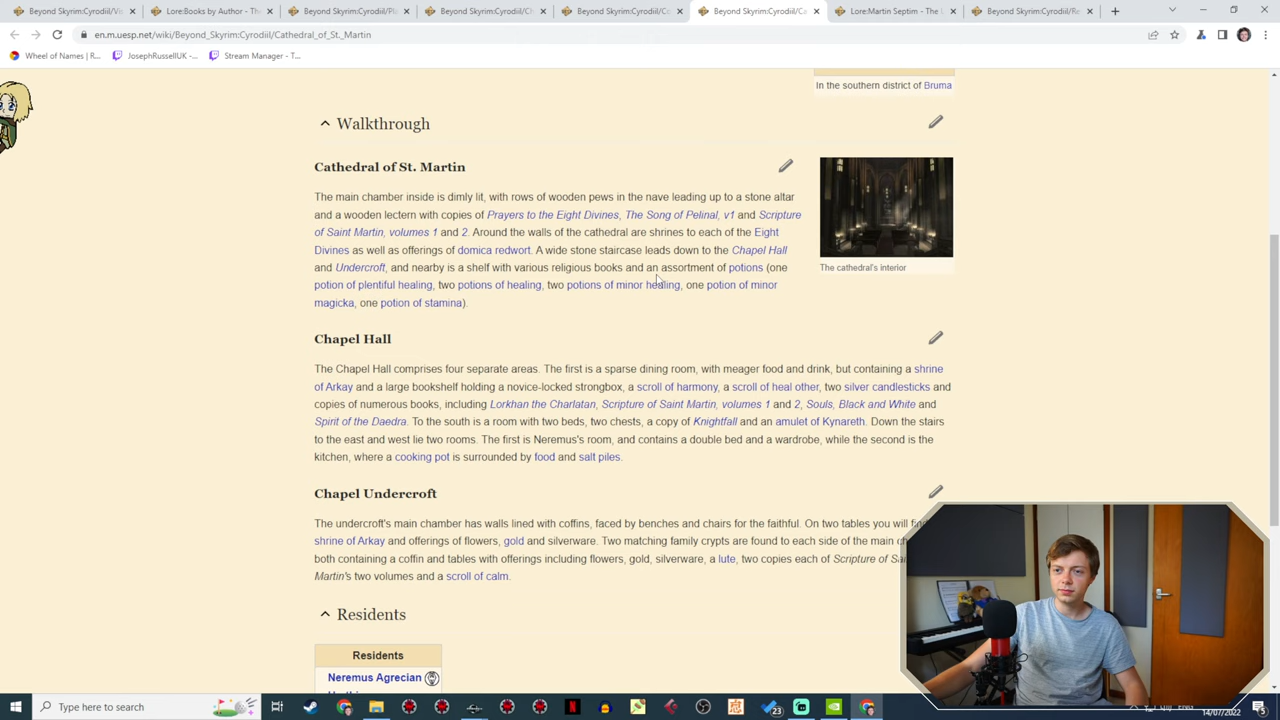 Beyond Skyrim:Cyrodiil/Vi
Lore:Books by Author - Th
Beyond Skyrim:Cyrodiil/Pl
Beyond Skyrim:Cyrodiil/Ch
Beyond Skyrim:Cyrodiil/Co
Beyond Skyrim:Cyrodiil/Ca
Lore:Martin Septim - The U
Beyond Skyrim:Cyrodiil/Re
en.m.uesp.net/wiki/Beyond_Skyrim:Cyrodiil/Cathedral_of_St._Martin
Wheel of Names | R...
JosephRussellUK -...
Stream Manager - T...
In the southern district of Bruma
Walkthrough
Cathedral of St. Martin
The main chamber inside is dimly lit, with rows of wooden pews in the nave leading up to a stone altar
and a wooden lectern with copies of Prayers to the Eight Divines, The Song of Pelinal, v1 and Scripture
of Saint Martin, volumes 1 and 2. Around the walls of the cathedral are shrines to each of the Eight
Divines as well as offerings of domica redwort. A wide stone staircase leads down to the Chapel Hall
and Undercroft, and nearby is a shelf with various religious books and an assortment of potions (one
potion of plentiful healing, two potions of healing, two potions of minor healing, one potion of minor
magicka, one potion of stamina).
The cathedral's interior
Chapel Hall
The Chapel Hall comprises four separate areas. The first is a sparse dining room, with meager food and drink, but containing a shrine
of Arkay and a large bookshelf holding a novice-locked strongbox, a scroll of harmony, a scroll of heal other, two silver candlesticks and
copies of numerous books, including Lorkhan the Charlatan, Scripture of Saint Martin, volumes 1 and 2, Souls, Black and White and
Spirit of the Daedra. To the south is a room with two beds, two chests, a copy of Knightfall and an amulet of Kynareth. Down the stairs
to the east and west lie two rooms. The first is Neremus's room, and contains a double bed and a wardrobe, while the second is the
kitchen, where a cooking pot is surrounded by food and salt piles.
Chapel Undercroft
The undercroft's main chamber has walls lined with coffins, faced by benches and chairs for the faithful. On two tables you will
shrine of Arkay and offerings of flowers, gold and silverware. Two matching family crypts are found to each side of the main
both containing a coffin and tables with offerings including flowers, gold, silverware, a lute, two copies each of Scripture of
Martin's two volumes and a scroll of calm.
Residents
Residents
Neremus Agrecian
Type here to search
23
14/07/2022